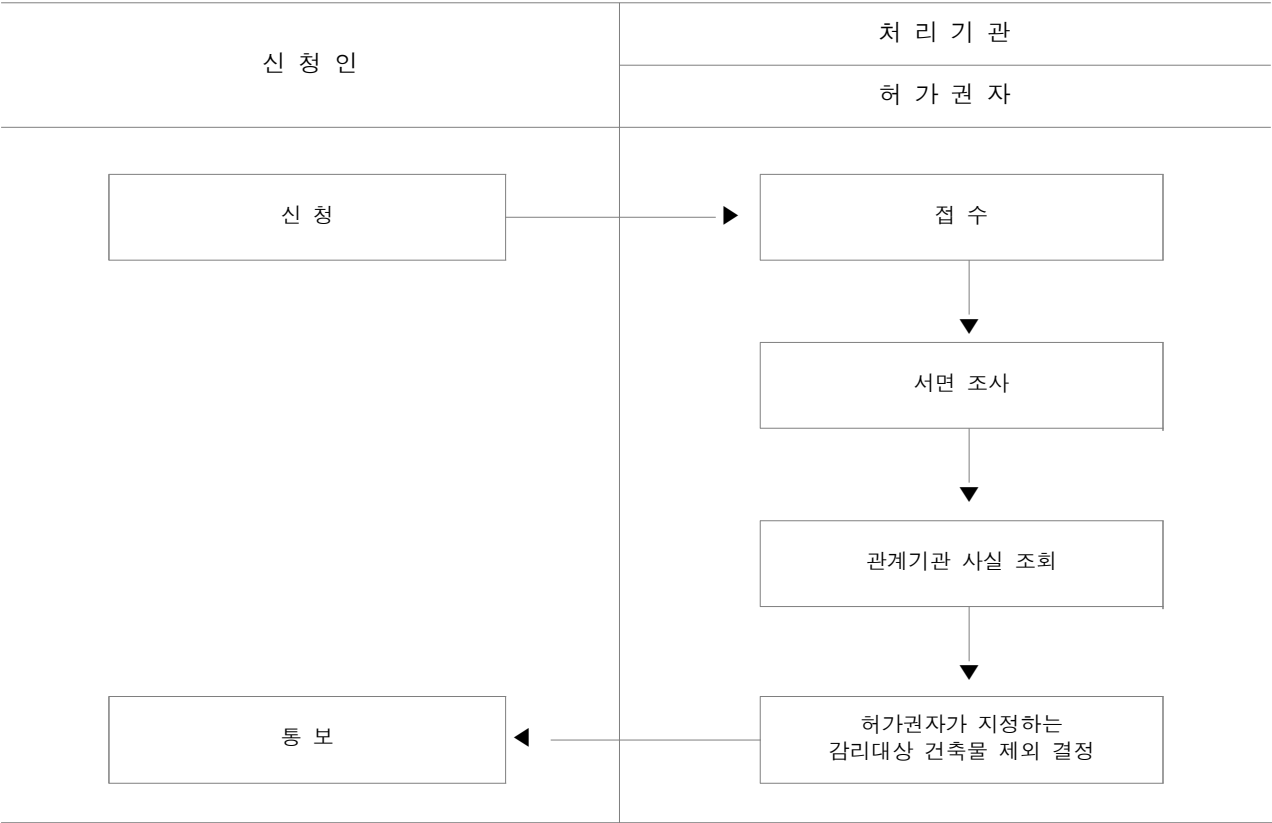 신 청 인
처 리 기 관
허 가 권 자
신 청
접 수
서면 조사
관계기관 사실 조회
통 보
허가권자가 지정하는
감리대상 건축물 제외 결정